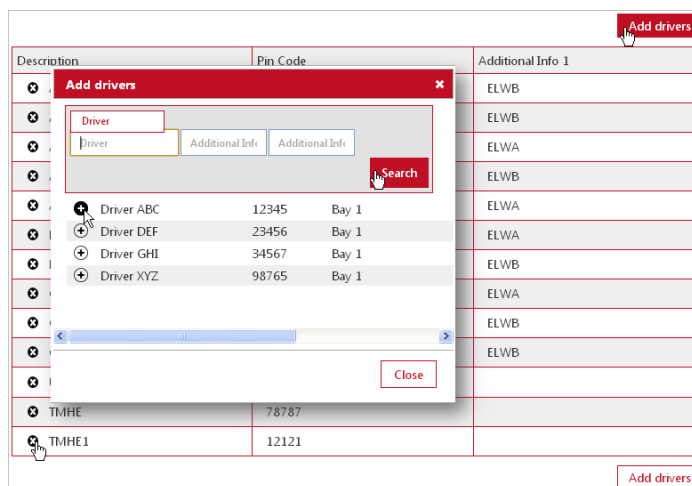 Add drivers
Description Pin Code Additional Info 1
Add drivers
ELWB
Driver
ELWB
Driver Additional Info Additional Info
ELWA
Search
ELWB
Driver ABC 12345 Bay 1
ELWA
Driver DEF 23456 Bay 1
ELWA
Driver GHI 34567 Bay 1
ELWB
Driver XYZ 98765 Bay 1
ELWA
ELWB
ELWB
Close
TMHE 78787
TMHE1 12121
Add drivers